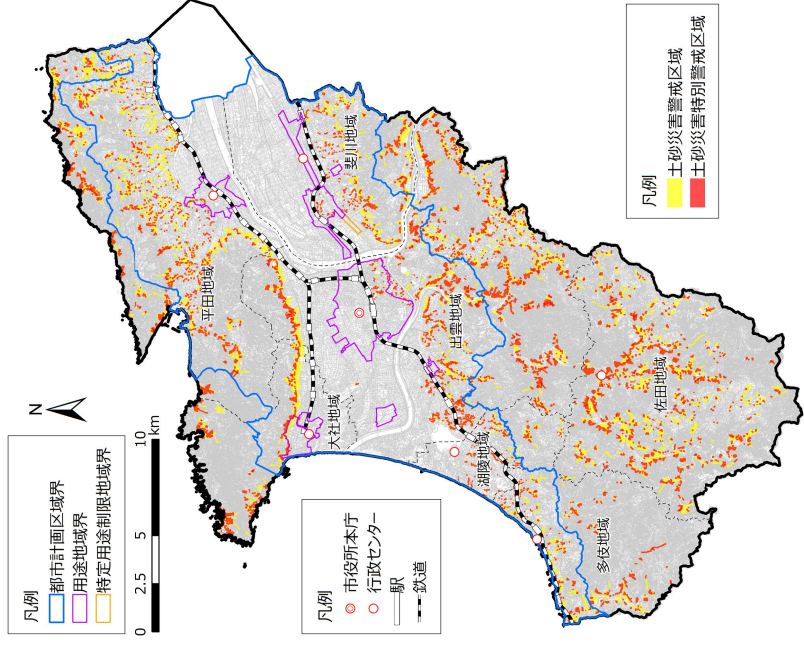 凡例
都市計画区域界
用途地域界
特定用途制限地域界
N
0
2.5
5
10
km
凡例
市役所本庁
行政センター
駅
鉄道
凡例
土砂災害警戒区域
土砂災害特別警戒区域
平田地域
斐川地域
大社地域
出雲地域
湖陵地域
佐田地域
多伎地域